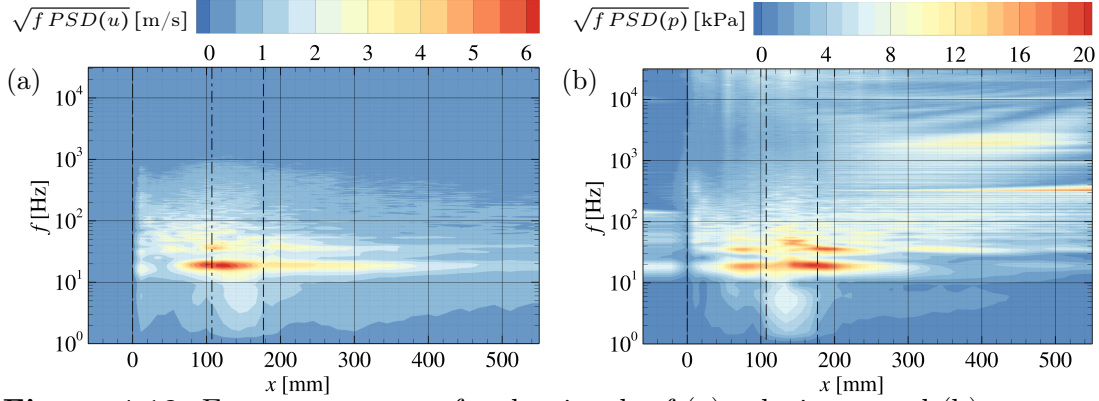 √f PSD(u) [m/s]
0 1 2 3 4 5 6
√f PSD(p) [kPa]
0 4 8 12 16 20
(a)
10⁴
10³
10²
10¹
10⁰
f [Hz]
0 100 200 300 400 500
x [mm]
(b)
10⁴
10³
10²
10¹
10⁰
f [Hz]
0 100 200 300 400 500
x [mm]